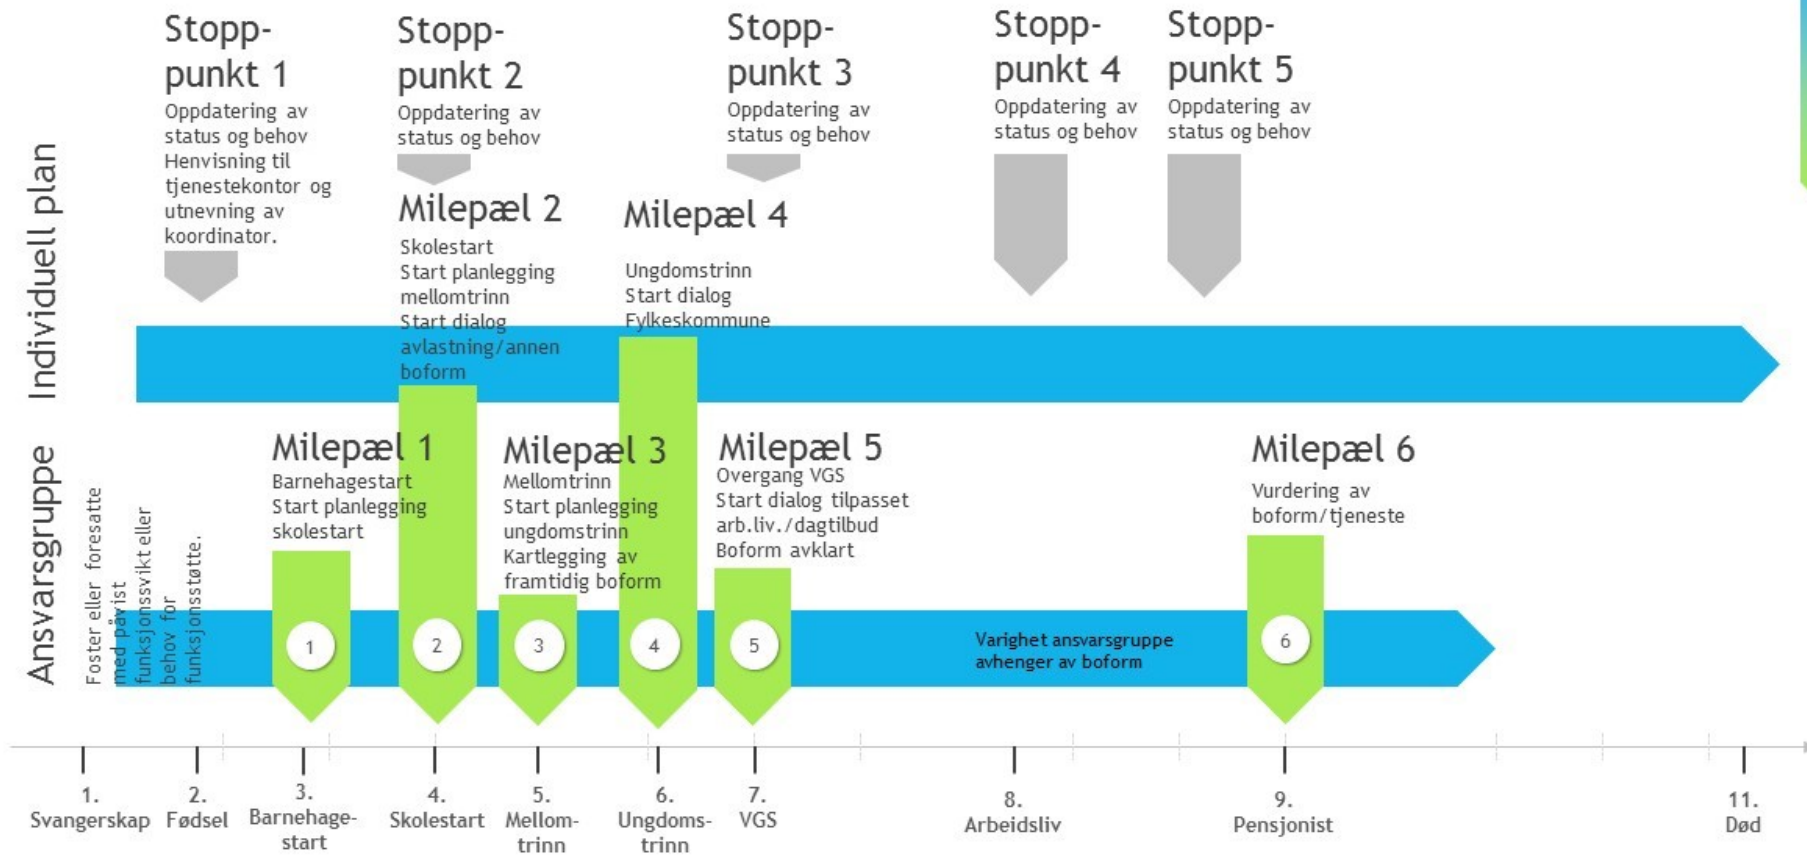 Individuell plan
Stopp-
punkt 1
Oppdatering av
status og behov
Henvisning til
tjenestekontor og
utnevning av
koordinator.
Stopp-
punkt 2
Oppdatering av
status og behov
Stopp-
punkt 3
Oppdatering av
status og behov
Stopp-
punkt 4
Oppdatering av
status og behov
Stopp-
punkt 5
Oppdatering av
status og behov
Milepæl 2
Skolestart
Start planlegging
mellomtrinn
Start dialog
avlastning/annen
boform
Milepæl 4
Ungdomstrinn
Start dialog
Fylkeskommune
Ansvarsgruppe
Foster eller foresatte
med påvist
funksjonssvikt eller
behov for
funksjonsstøtte.
Milepæl 1
Barnehagestart
Start planlegging
skolestart
Milepæl 3
Mellomtrinn
Start planlegging
ungdomstrinn
Kartlegging av
framtidig boform
Milepæl 5
Overgang VGS
Start dialog tilpasset
arb.liv./dagtilbud
Boform avklart
Milepæl 6
Vurdering av
boform/tjeneste
1
2
3
4
5
Varighet ansvarsgruppe
avhenger av boform
6
1.
Svangerskap
2.
Fødsel
3.
Barnehage-
start
4.
Skolestart
5.
Mellom-
trinn
6.
Ungdoms-
trinn
7.
VGS
8.
Arbeidsliv
9.
Pensjonist
11.
Død